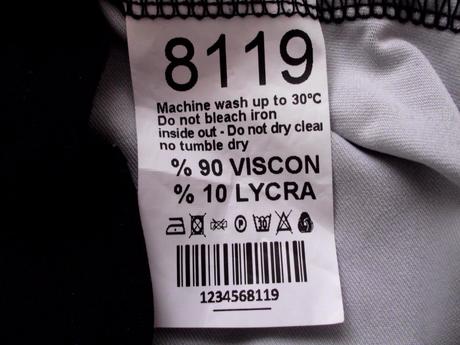 8119
Machine wash up to 30°C
Do not bleach iron
inside out - Do not dry clean
no tumble dry
% 90 VISCON
% 10 LYCRA
P 30
1234568119